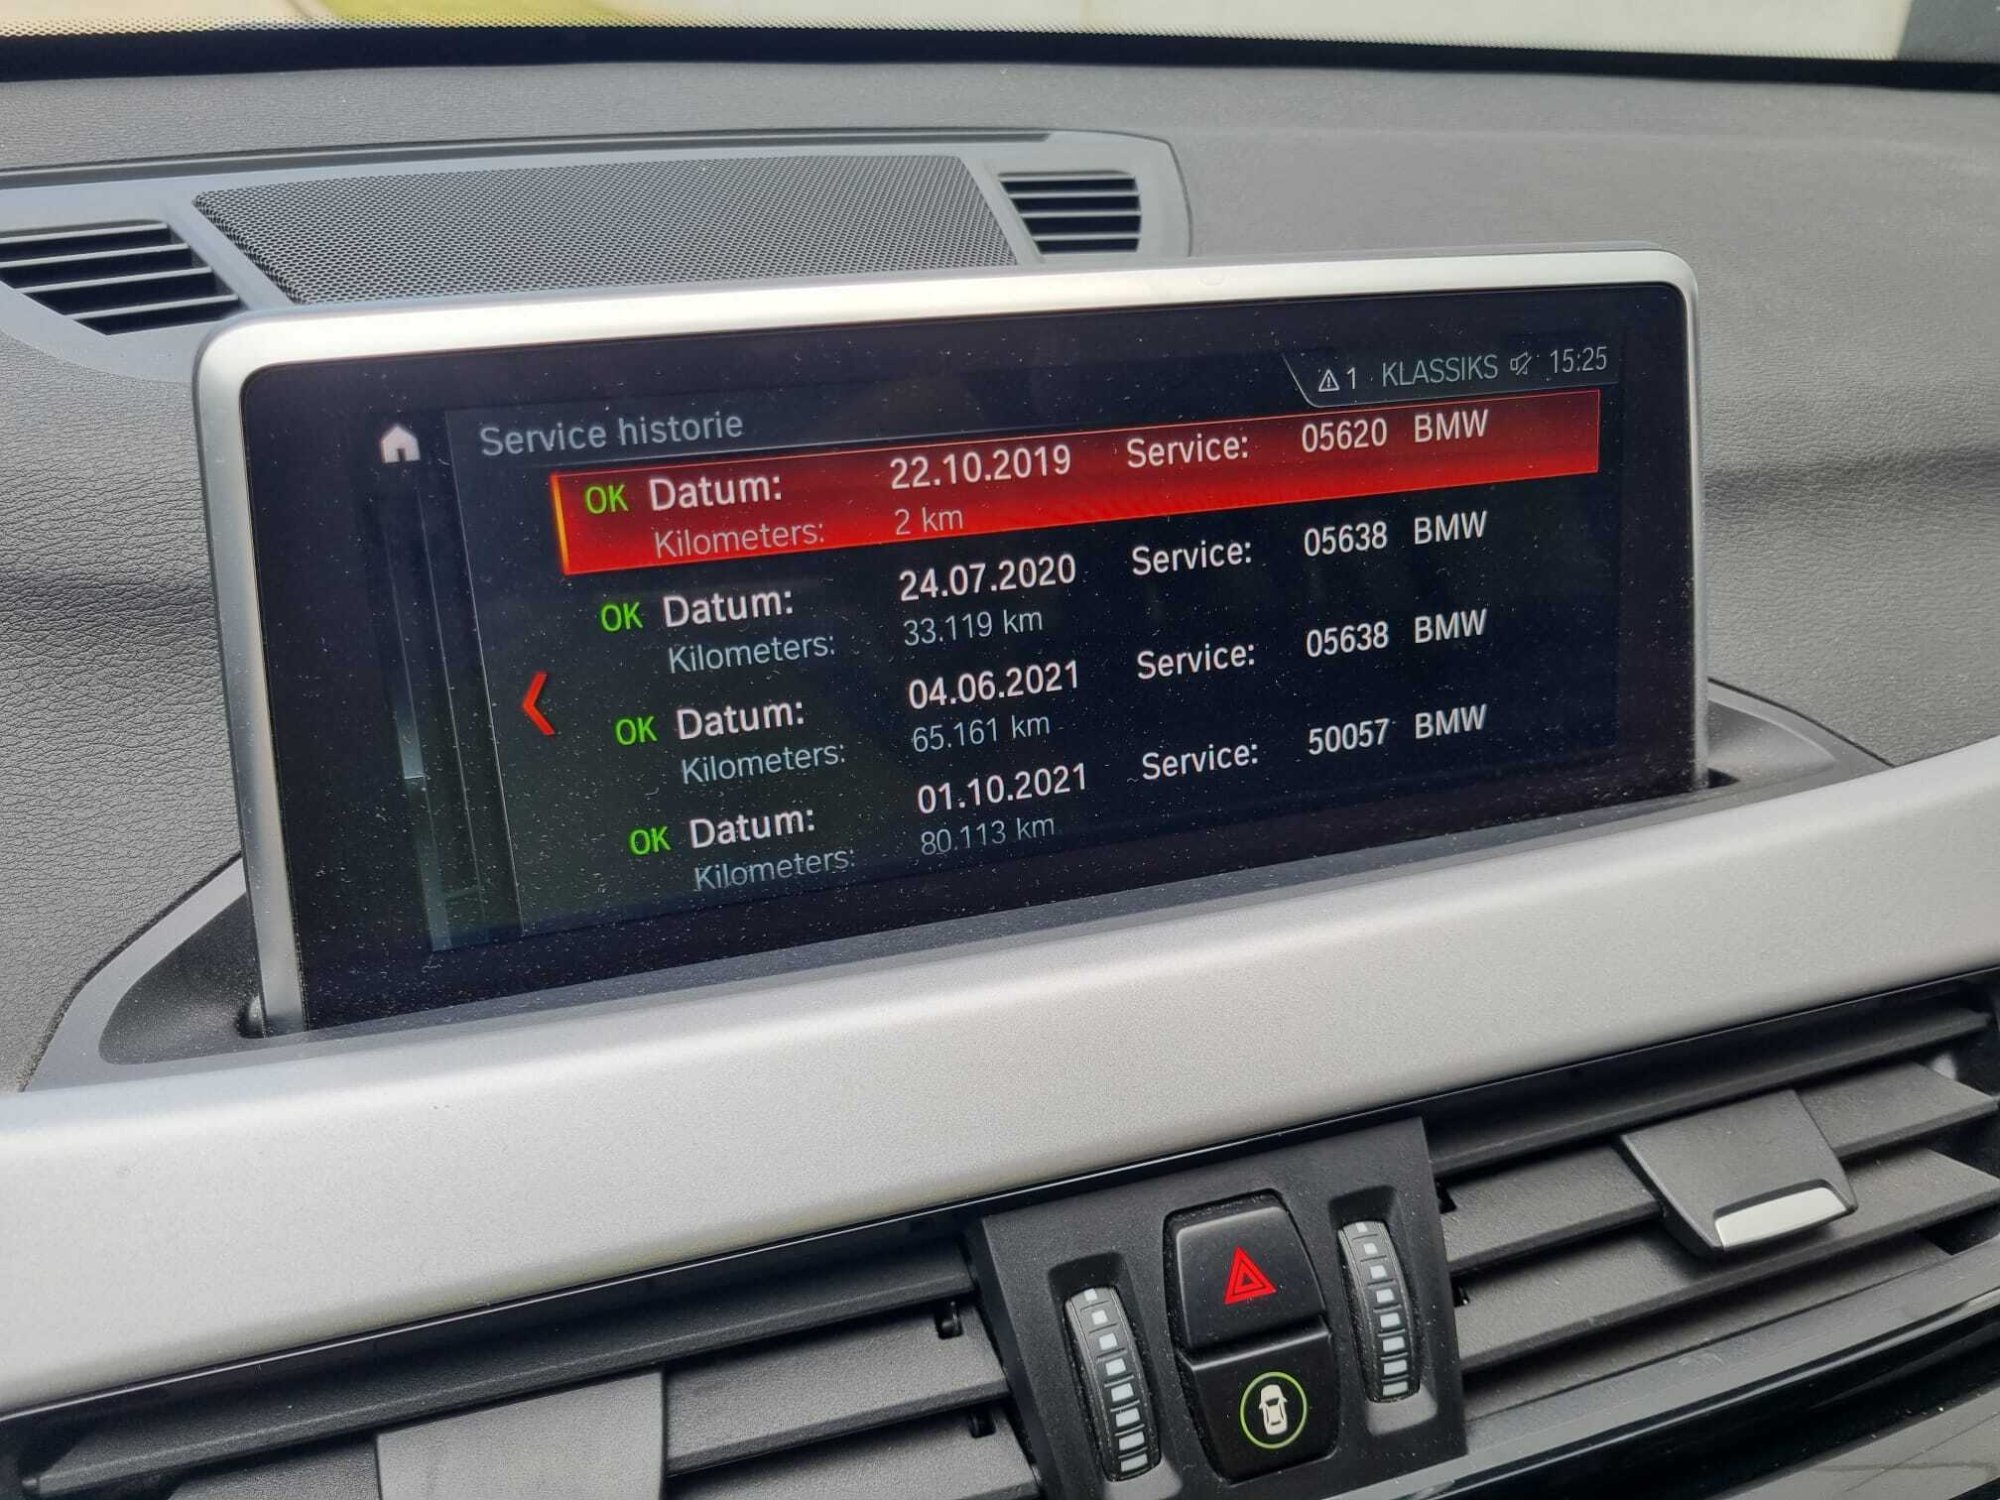 1 KLASSIKS 15:25
Service historie
OK Datum: 22.10.2019 Service: 05620 BMW
Kilometers: 2 km
OK Datum: 24.07.2020 Service: 05638 BMW
Kilometers: 33.119 km
OK Datum: 04.06.2021 Service: 05638 BMW
Kilometers: 65.161 km
OK Datum: 01.10.2021 Service: 50057 BMW
Kilometers: 80.113 km